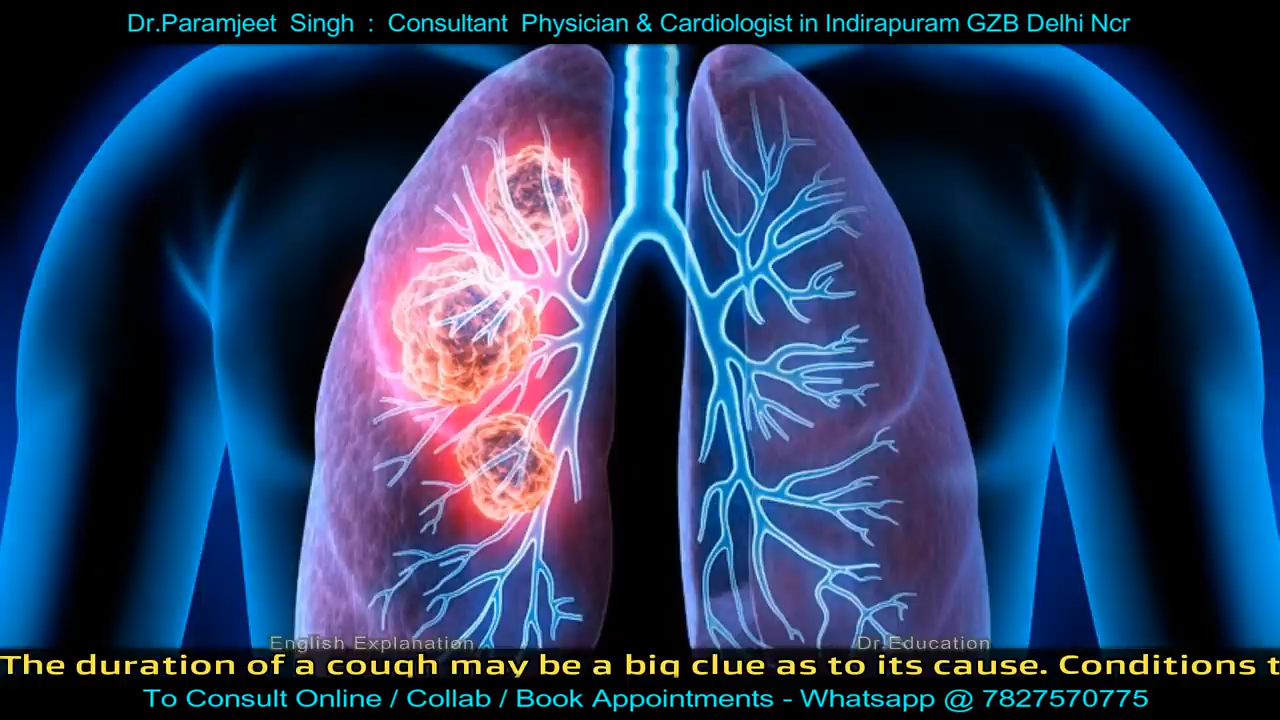 Dr.Paramjeet Singh : Consultant Physician & Cardiologist in Indirapuram GZB Delhi Ncr
English Explanation
Dr.Education
The duration of a cough may be a big clue as to its cause. Conditions t
To Consult Online / Collab / Book Appointments - Whatsapp @ 7827570775